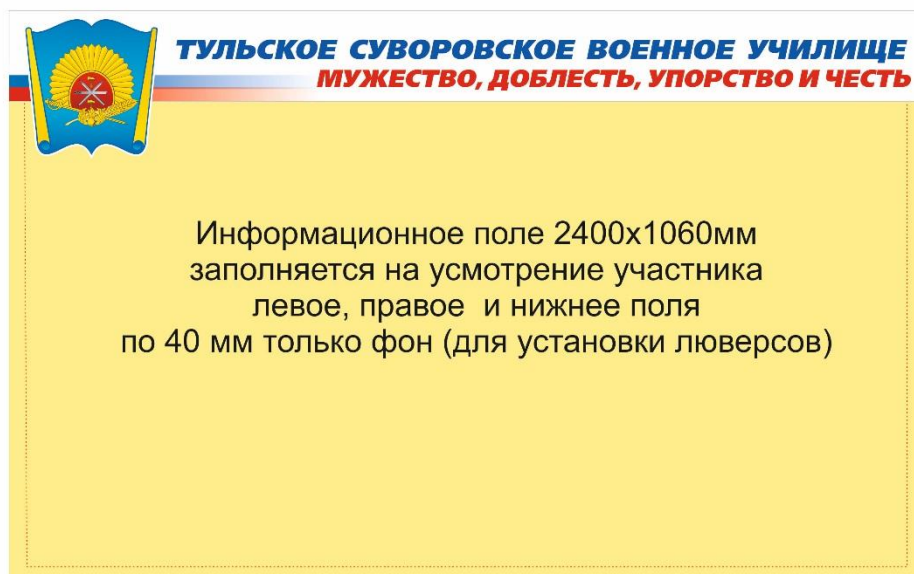 ТУЛЬСКОЕ СУВОРОВСКОЕ ВОЕННОЕ УЧИЛИЩЕ
МУЖЕСТВО, ДОБЛЕСТЬ, УПОРСТВО И ЧЕСТЬ
Информационное поле 2400х1060мм
заполняется на усмотрение участника
левое, правое и нижнее поля
по 40 мм только фон (для установки люверсов)